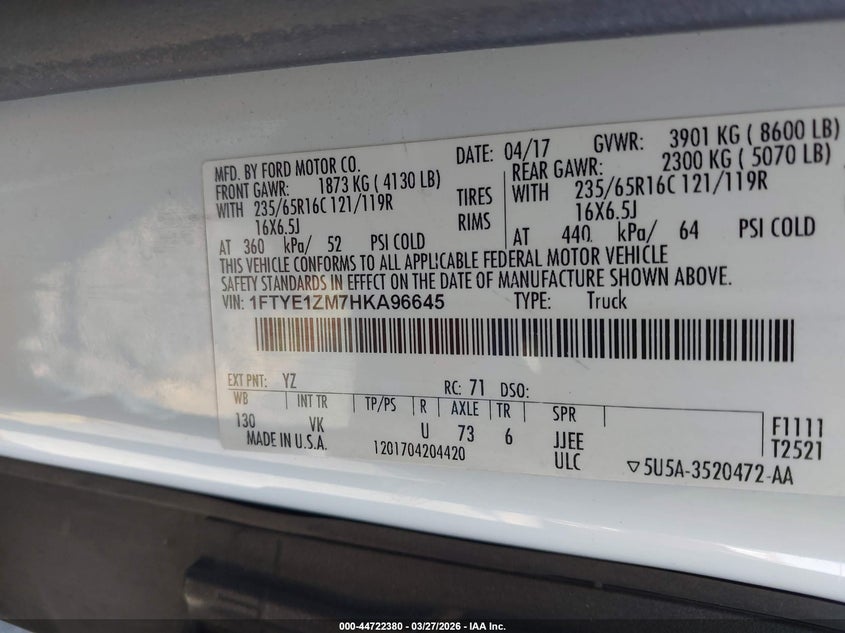 MFD. BY FORD MOTOR CO. DATE: 04/17 GVWR: 3901 KG ( 8600 LB)
FRONT GAWR: 1873 KG ( 4130 LB) REAR GAWR: 2300 KG ( 5070 LB)
WITH 235/65R16C 121/119R TIRES WITH 235/65R16C 121/119R
16X6.5J RIMS 16X6.5J
AT 360 kPa/ 52 PSI COLD AT 440 kPa/ 64 PSI COLD
THIS VEHICLE CONFORMS TO ALL APPLICABLE FEDERAL MOTOR VEHICLE
SAFETY STANDARDS IN EFFECT ON THE DATE OF MANUFACTURE SHOWN ABOVE.
VIN: 1FTYE1ZM7HKA96645 TYPE: Truck
EXT PNT: YZ RC: 71 DSO:
WB INT TR TP/PS R AXLE TR SPR
130 VK U 73 6 JJEE F1111
MADE IN U.S.A. 1201704204420 ULC T2521
5U5A-3520472-AA
000-44722380 - 03/27/2026 - IAA Inc.